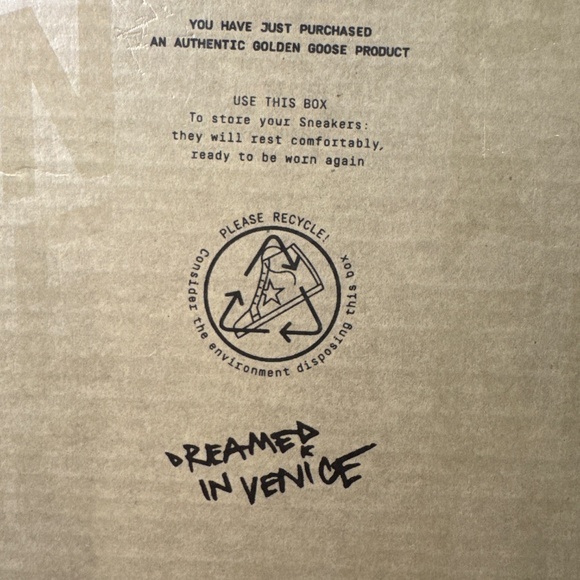 YOU HAVE JUST PURCHASED
AN AUTHENTIC GOLDEN GOOSE PRODUCT
USE THIS BOX
To store your Sneakers:
they will rest comfortably,
ready to be worn again
PLEASE RECYCLE!
Consider the environment disposing this box
DREAMED
IN VENICE